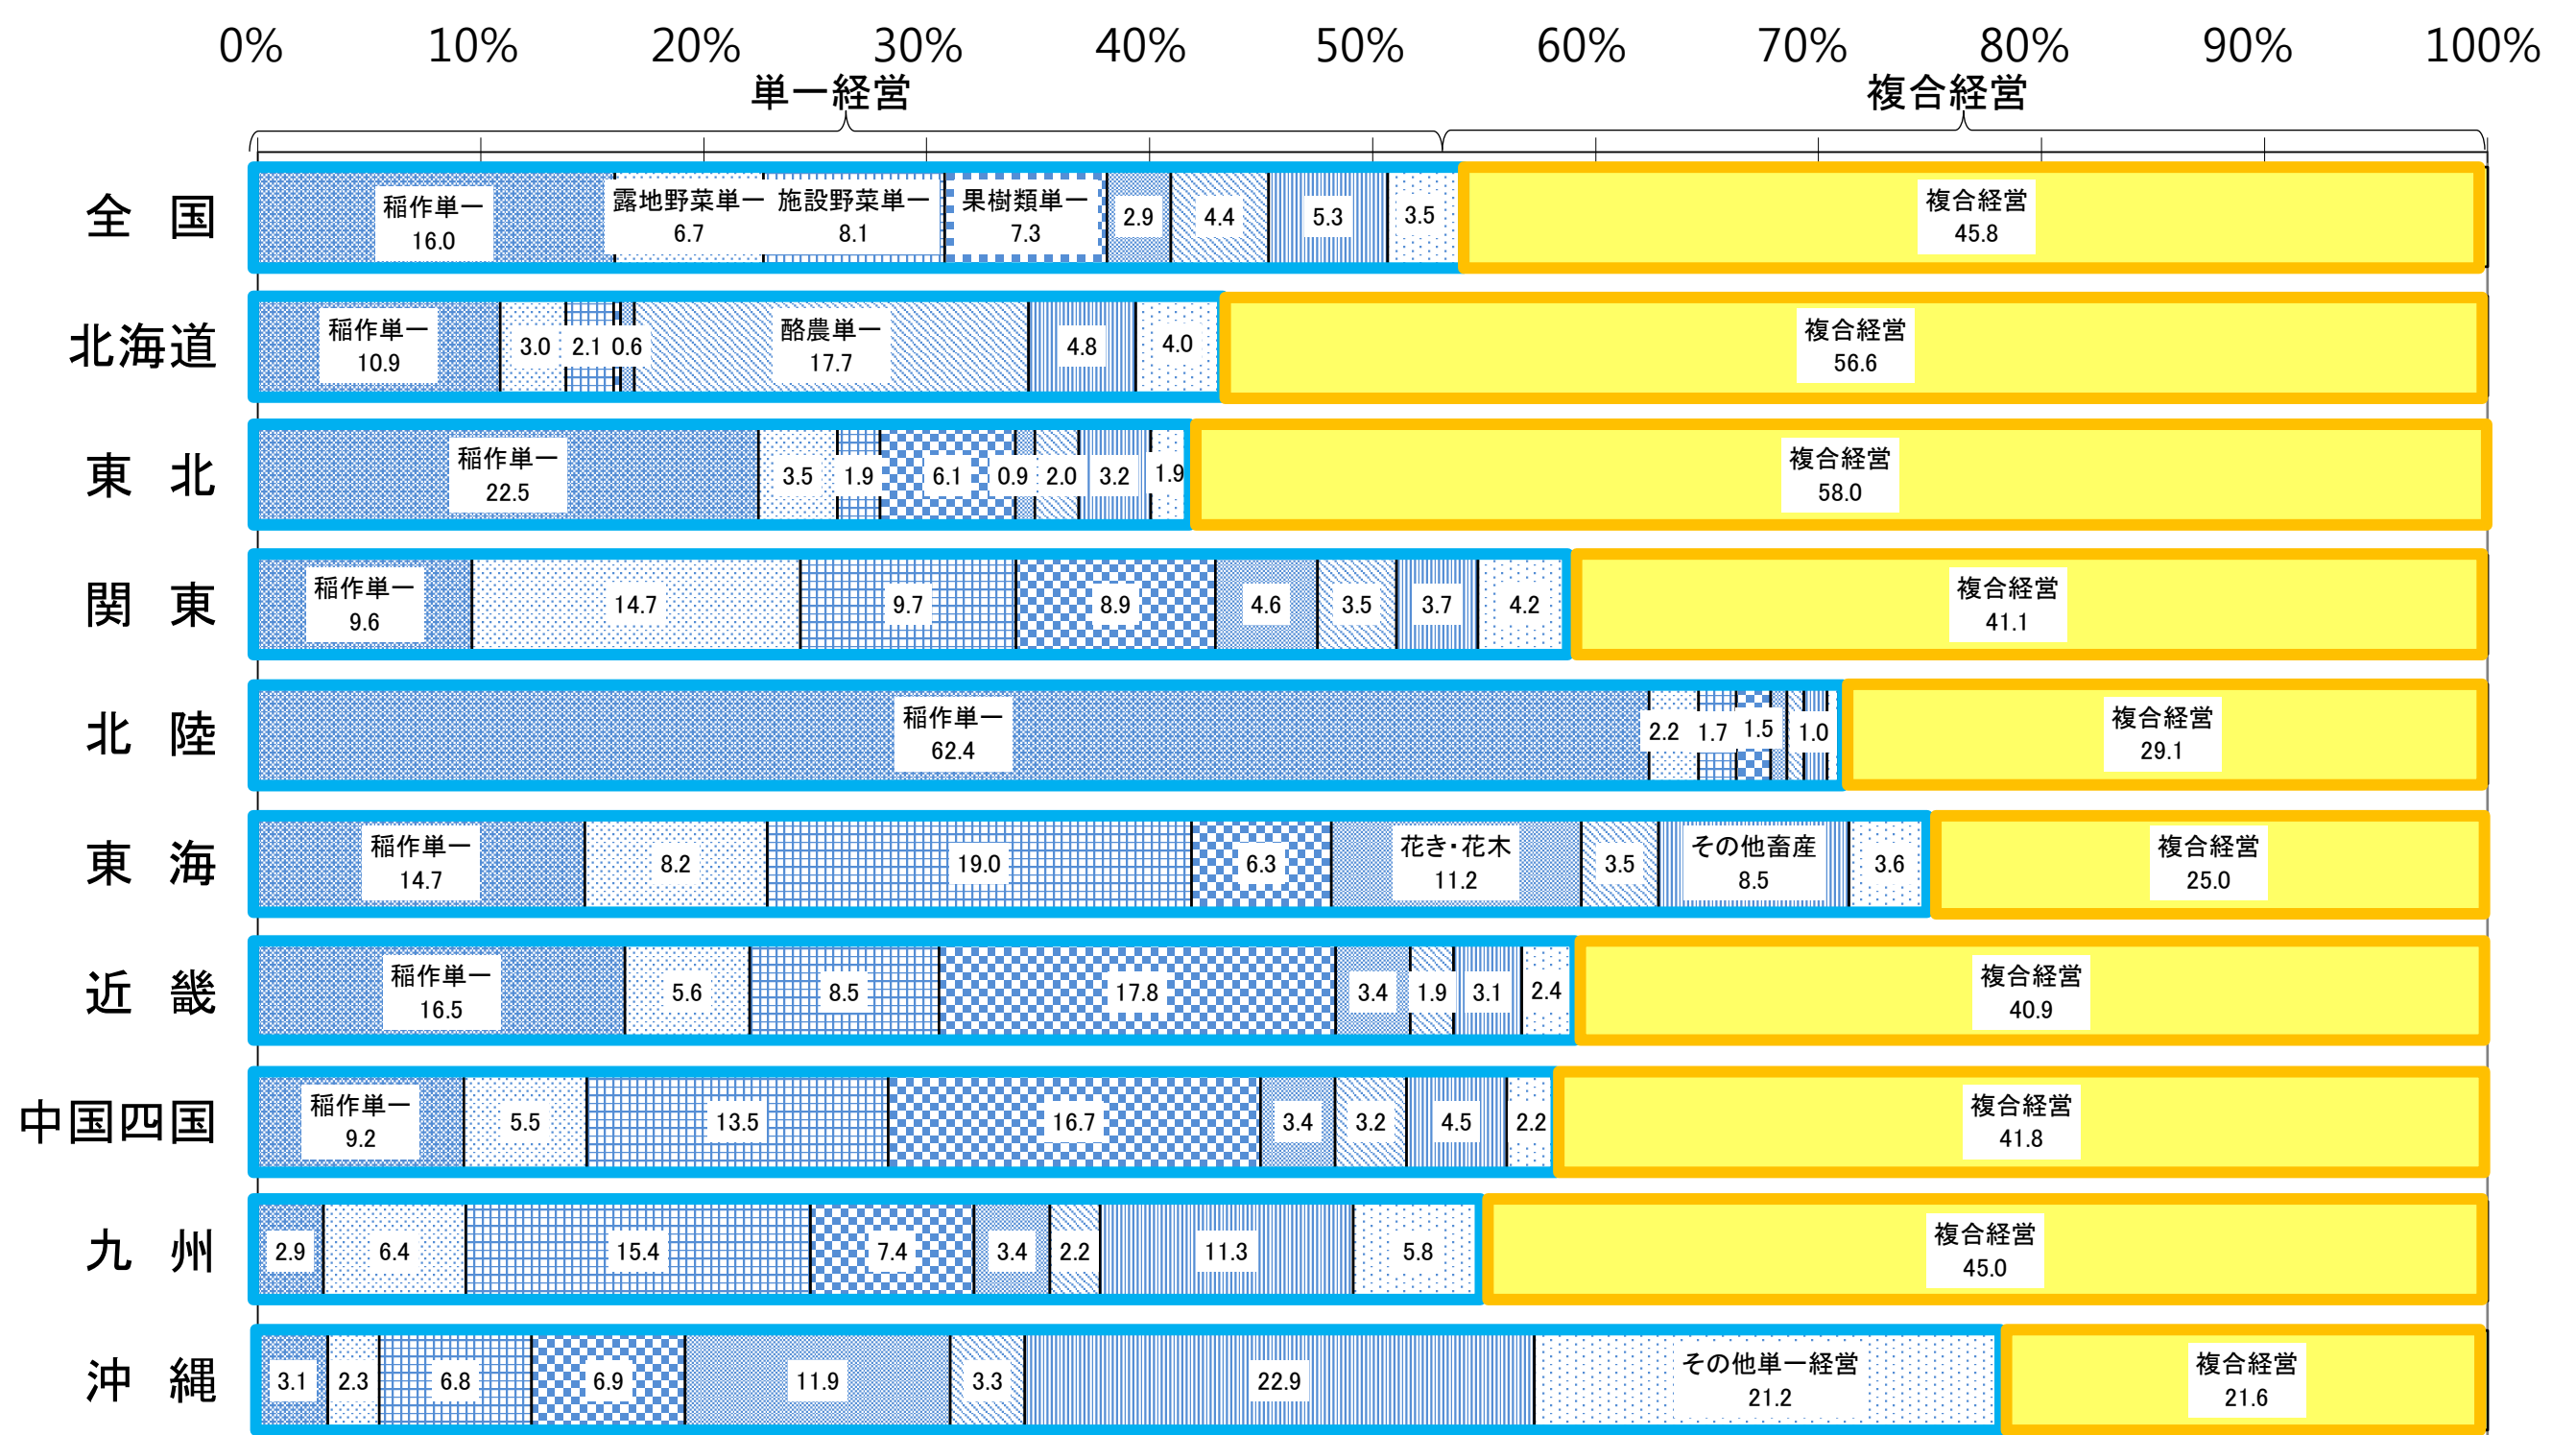 0% 10% 20% 30% 40% 50% 60% 70% 80% 90% 100%
単一経営 複合経営
全 国
稲作単一 露地野菜単一 施設野菜単一 果樹類単一 複合経営
16.0 6.7 8.1 7.3 2.9 4.4 5.3 3.5 45.8
北海道
稲作単一 酪農単一 複合経営
10.9 3.0 2.1 0.6 17.7 4.8 4.0 56.6
東 北
稲作単一 複合経営
22.5 3.5 1.9 6.1 0.9 2.0 3.2 1.9 58.0
関 東
稲作単一 複合経営
9.6 14.7 9.7 8.9 4.6 3.5 3.7 4.2 41.1
北 陸
稲作単一 複合経営
62.4 2.2 1.7 1.5 1.0 29.1
東 海
稲作単一 花き・花木 その他畜産 複合経営
14.7 8.2 19.0 6.3 11.2 3.5 8.5 3.6 25.0
近 畿
稲作単一 複合経営
16.5 5.6 8.5 17.8 3.4 1.9 3.1 2.4 40.9
中国四国
稲作単一 複合経営
9.2 5.5 13.5 16.7 3.4 3.2 4.5 2.2 41.8
九 州
複合経営
2.9 6.4 15.4 7.4 3.4 2.2 11.3 5.8 45.0
沖 縄
その他単一経営 複合経営
3.1 2.3 6.8 6.9 11.9 3.3 22.9 21.2 21.6